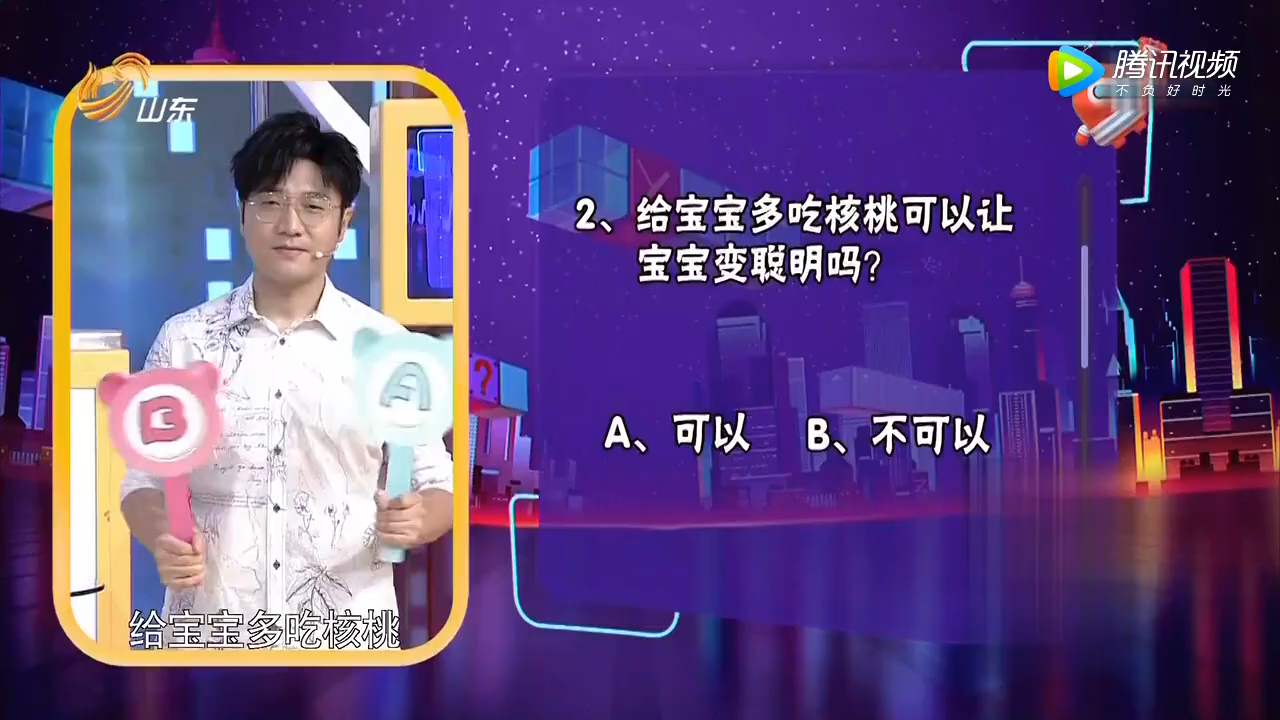 山东
腾讯视频
不负好时光
2、给宝宝多吃核桃可以让
宝宝变聪明吗?
A、可以 B、不可以
B
A
?
给宝宝多吃核桃